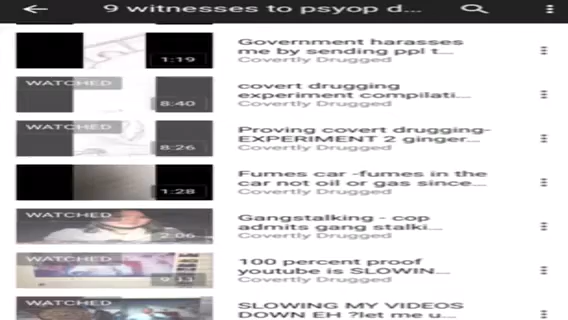 9 witnesses to psyop d...
1:19
Government harasses
me by sending ppl t...
Covertly Drugged
WATCHED
8:40
covert drugging
experiment compilati...
Covertly Drugged
WATCHED
8:26
Proving covert drugging-
EXPERIMENT 2 ginger...
Covertly Drugged
1:28
Fumes car -fumes in the
car not oil or gas since...
Covertly Drugged
WATCHED
2:06
Gangstalking - cop
admits gang stalki...
Covertly Drugged
WATCHED
9:11
100 percent proof
youtube is SLOWIN...
Covertly Drugged
WATCHED
SLOWING MY VIDEOS
DOWN EH ?let me u...